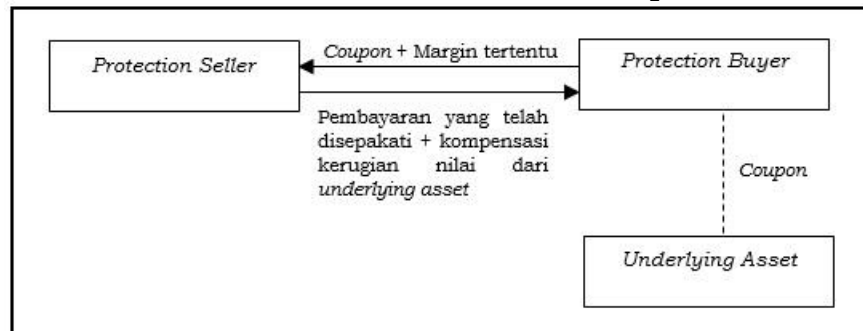 Protection Seller
Coupon + Margin tertentu
Protection Buyer
Pembayaran yang telah
disepakati + kompensasi
kerugian nilai dari
underlying asset
Coupon
Underlying Asset